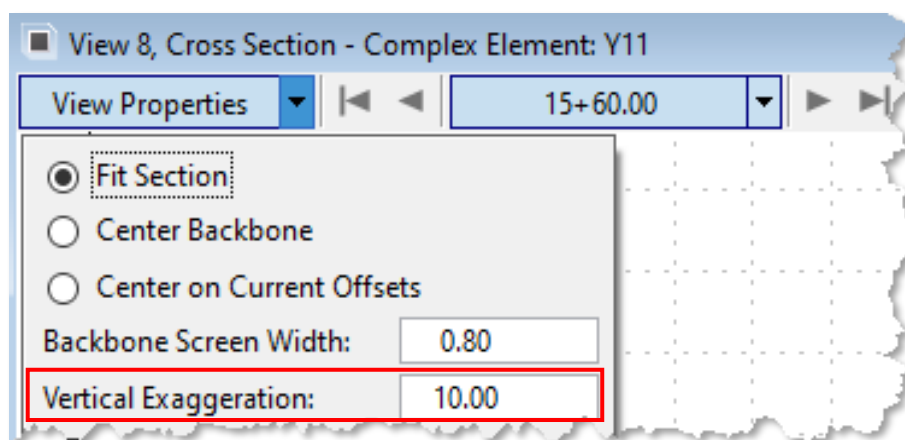 View 8, Cross Section - Complex Element: Y11
View Properties 15+60.00
Fit Section
Center Backbone
Center on Current Offsets
Backbone Screen Width: 0.80
Vertical Exaggeration: 10.00